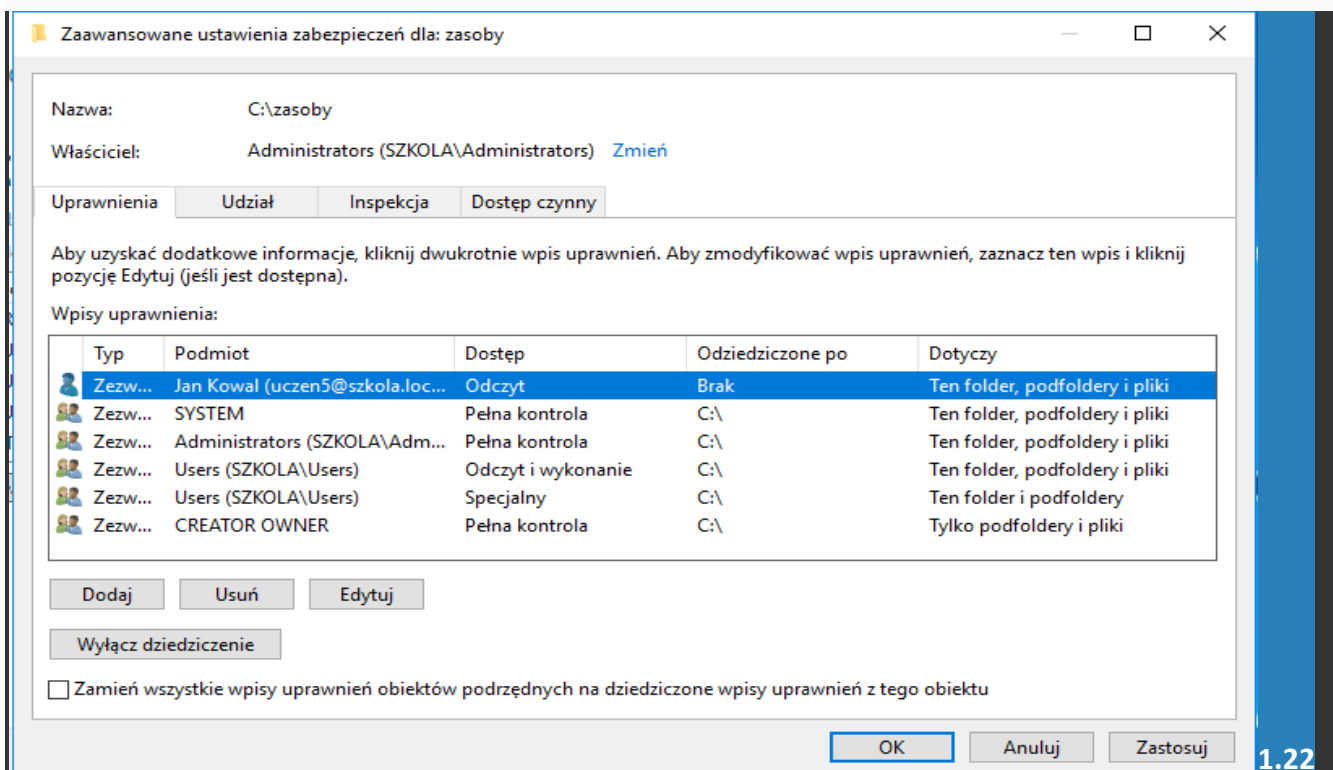 Zaawansowane ustawienia zabezpieczeń dla: zasoby
Nazwa: C:\zasoby
Właściciel: Administrators (SZKOLA\Administrators) Zmień
Uprawnienia Udział Inspekcja Dostęp czynny
Aby uzyskać dodatkowe informacje, kliknij dwukrotnie wpis uprawnień. Aby zmodyfikować wpis uprawnień, zaznacz ten wpis i kliknij
pozycję Edytuj (jeśli jest dostępna).
Wpisy uprawnienia:
Typ Podmiot Dostęp Odziedziczone po Dotyczy
Zezw... Jan Kowal (uczen5@szkola.loc... Odczyt Brak Ten folder, podfoldery i pliki
Zezw... SYSTEM Pełna kontrola C:\ Ten folder, podfoldery i pliki
Zezw... Administrators (SZKOLA\Adm... Pełna kontrola C:\ Ten folder, podfoldery i pliki
Zezw... Users (SZKOLA\Users) Odczyt i wykonanie C:\ Ten folder, podfoldery i pliki
Zezw... Users (SZKOLA\Users) Specjalny C:\ Ten folder i podfoldery
Zezw... CREATOR OWNER Pełna kontrola C:\ Tylko podfoldery i pliki
Dodaj Usuń Edytuj
Wyłącz dziedziczenie
Zamień wszystkie wpisy uprawnień obiektów podrzędnych na dziedziczone wpisy uprawnień z tego obiektu
OK Anuluj Zastosuj
1.22